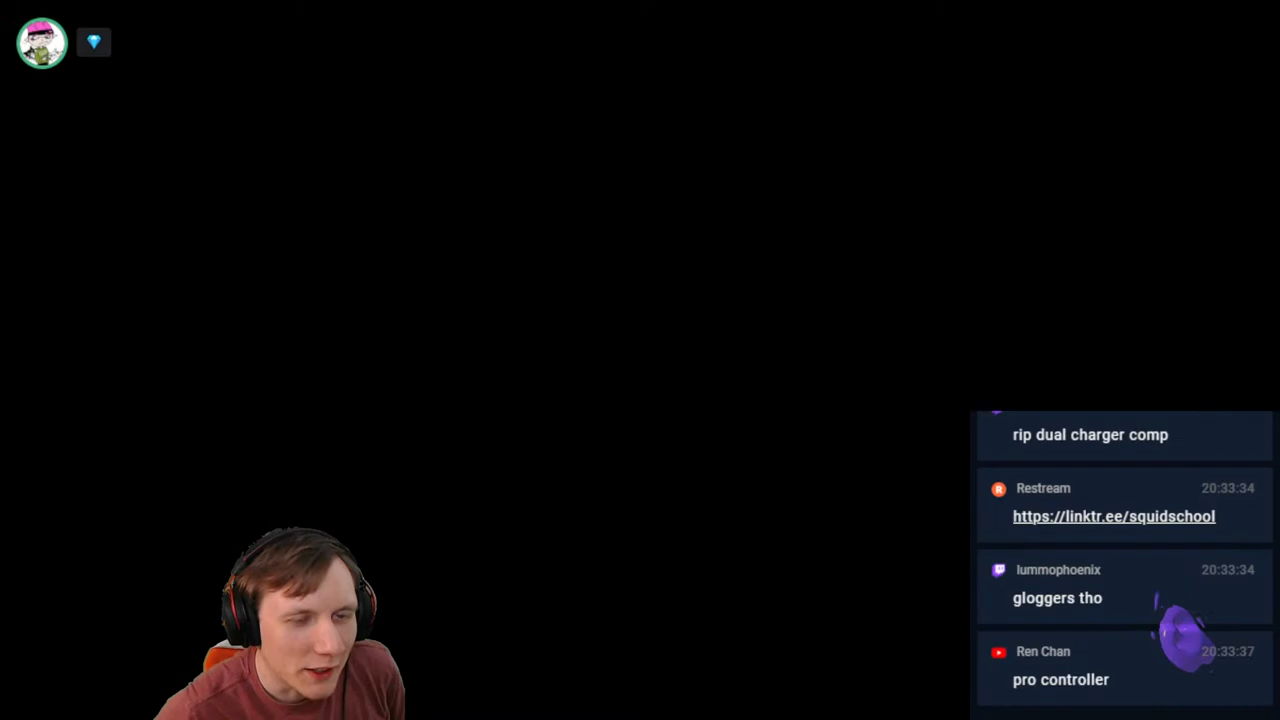 rip dual charger comp
Restream 20:33:34
https://linktr.ee/squidschool
lummophoenix 20:33:34
gloggers tho
Ren Chan 20:33:37
pro controller